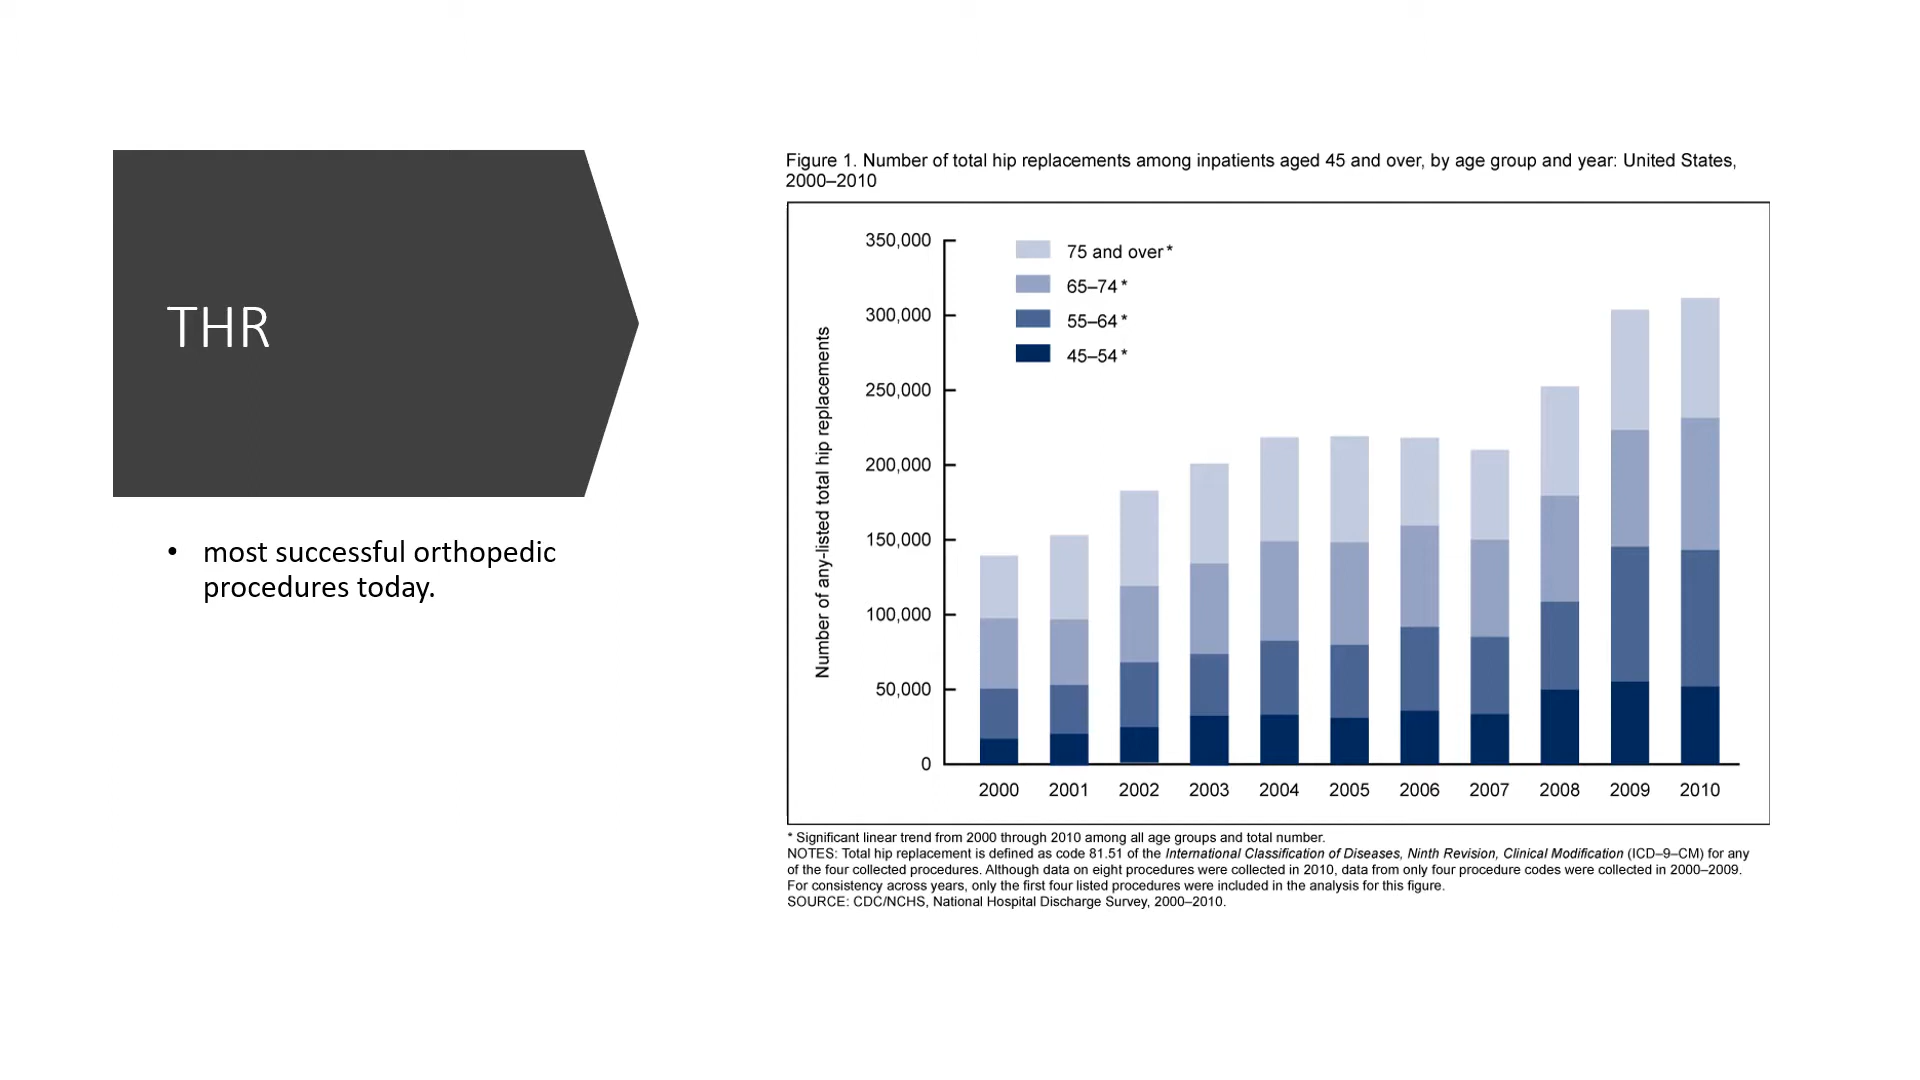 THR
• most successful orthopedic
procedures today.
Figure 1. Number of total hip replacements among inpatients aged 45 and over, by age group and year: United States,
2000–2010
Number of any-listed total hip replacements
350,000
300,000
250,000
200,000
150,000
100,000
50,000
0
75 and over*
65–74*
55–64*
45–54*
2000 2001 2002 2003 2004 2005 2006 2007 2008 2009 2010
* Significant linear trend from 2000 through 2010 among all age groups and total number.
NOTES: Total hip replacement is defined as code 81.51 of the International Classification of Diseases, Ninth Revision, Clinical Modification (ICD–9–CM) for any
of the four collected procedures. Although data on eight procedures were collected in 2010, data from only four procedure codes were collected in 2000–2009.
For consistency across years, only the first four listed procedures were included in the analysis for this figure.
SOURCE: CDC/NCHS, National Hospital Discharge Survey, 2000–2010.